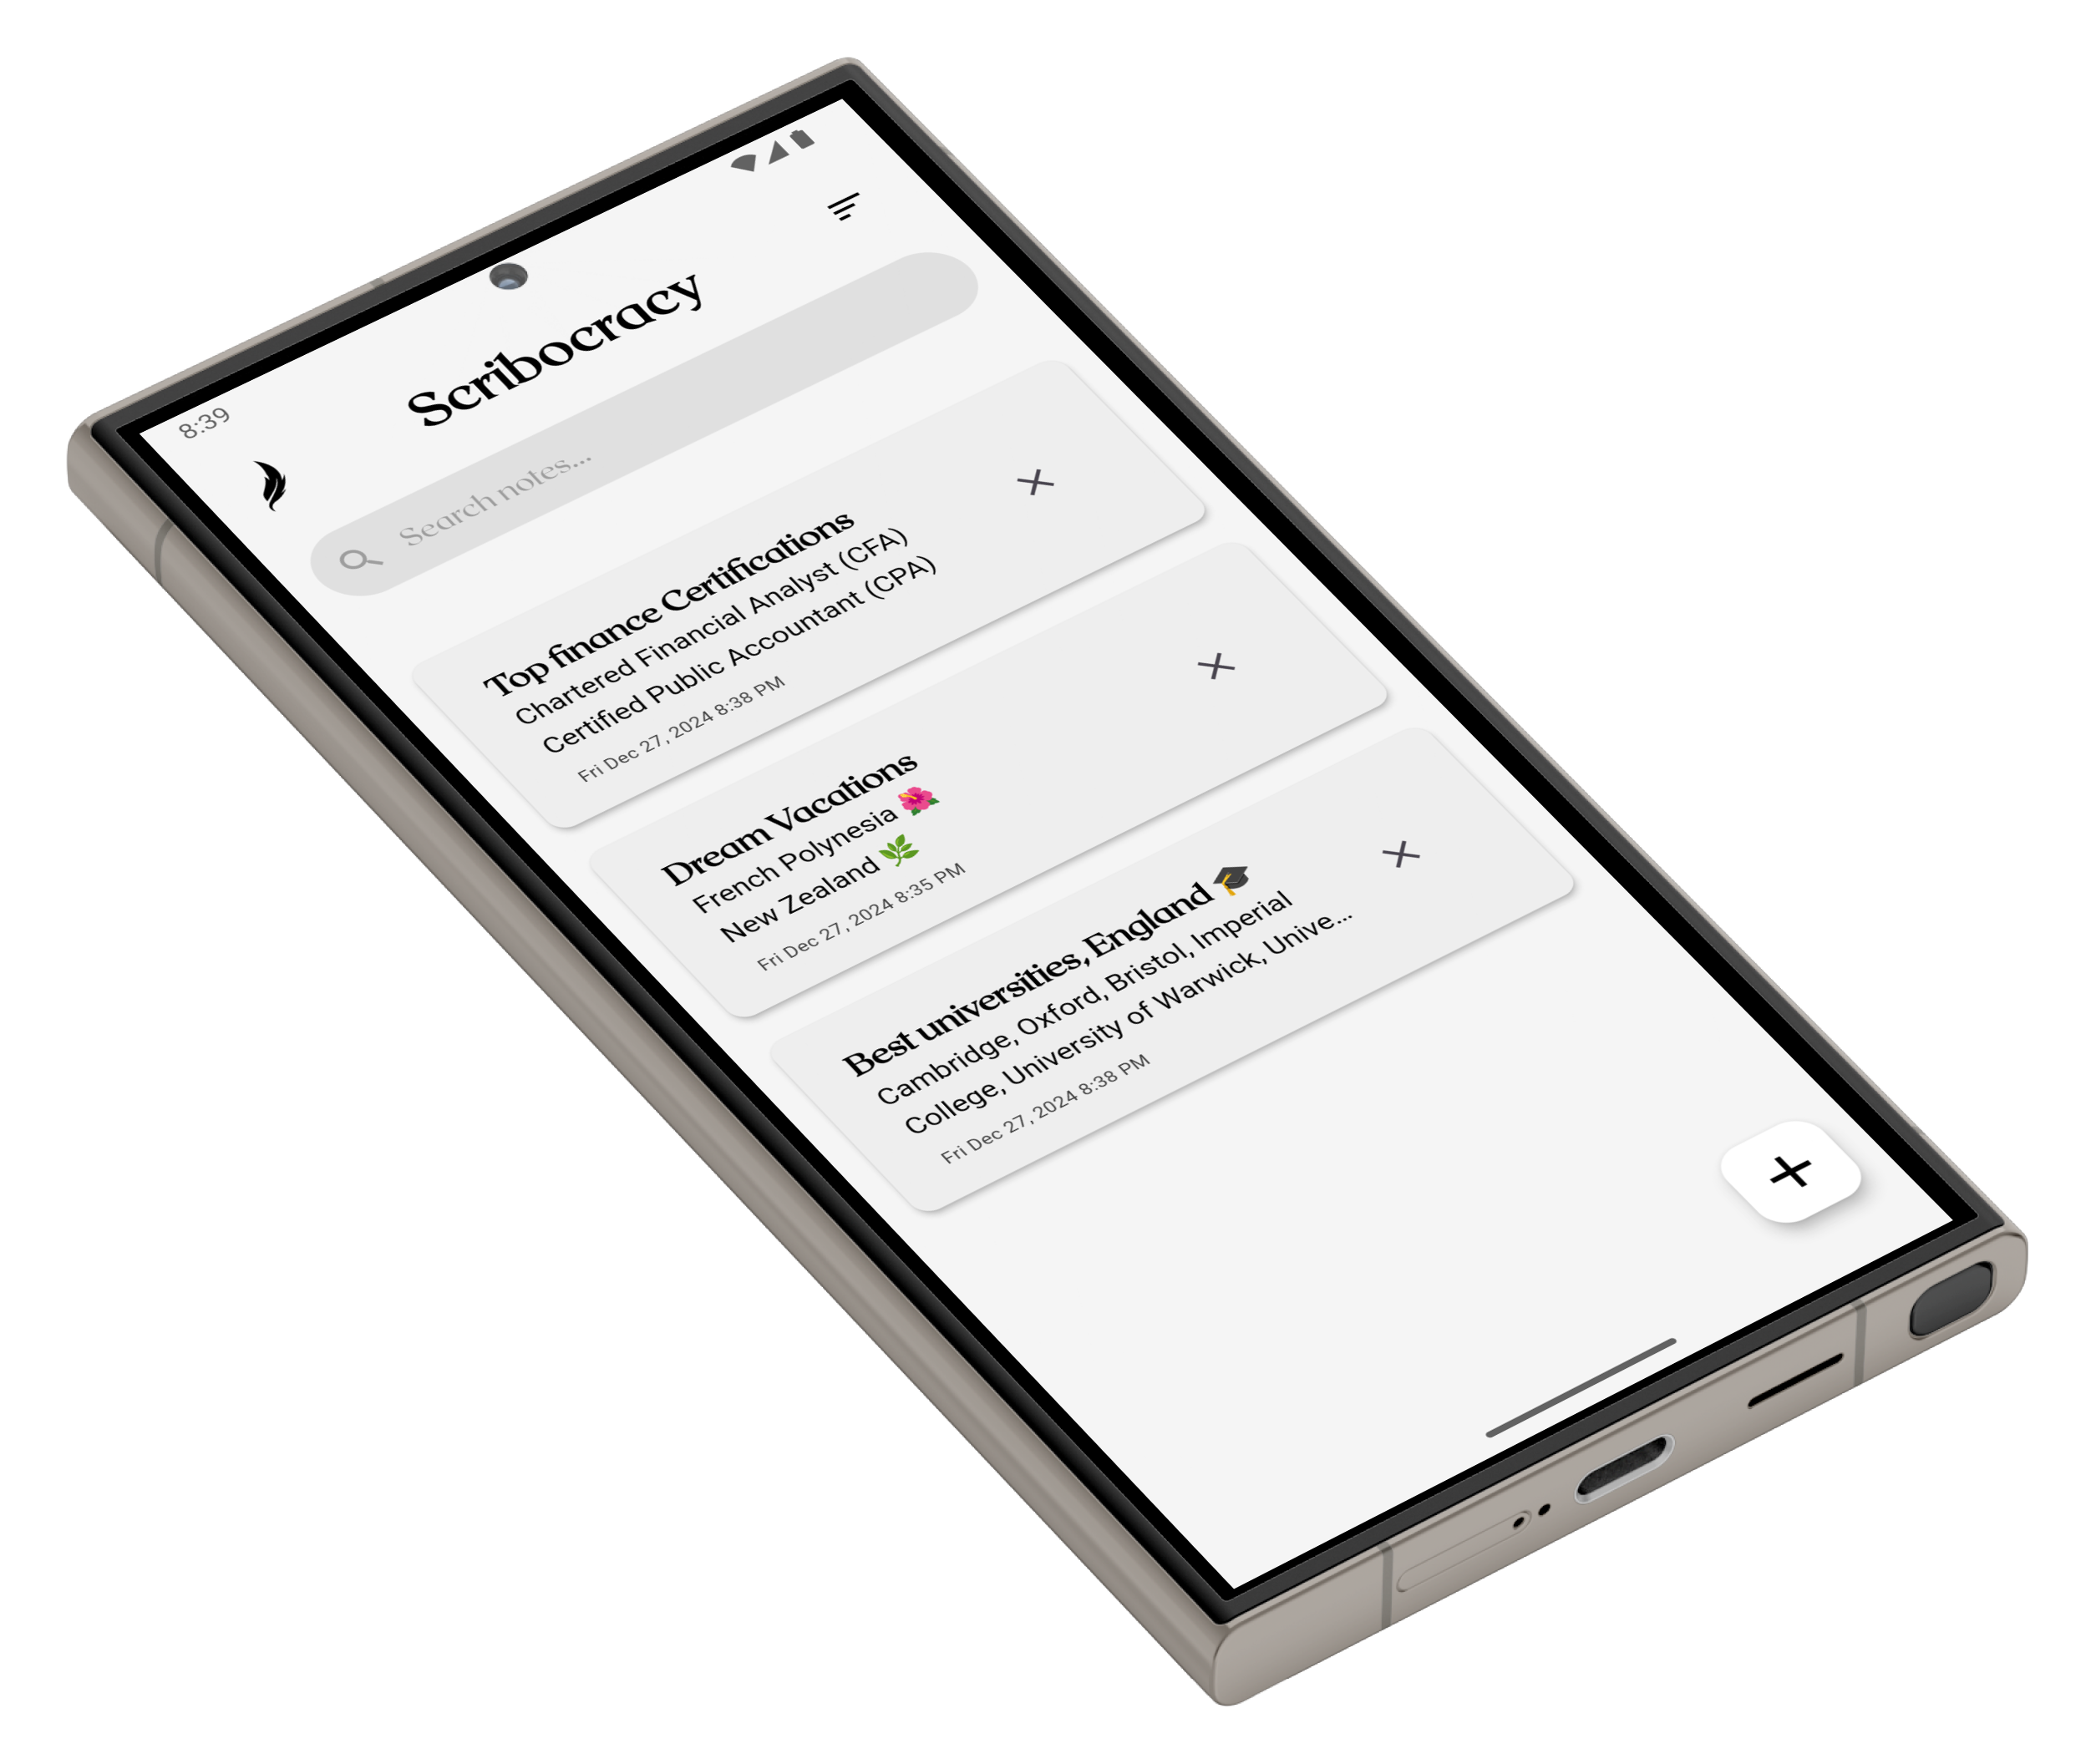 8:39
Scribocracy
Search notes...
Top finance Certifications
Chartered Financial Analyst (CFA)
Certified Public Accountant (CPA)
Fri Dec 27, 2024 8:38 PM
Dream Vacations
French Polynesia 🌺
New Zealand 🌿
Fri Dec 27, 2024 8:35 PM
Best universities, England 🎓
Cambridge, Oxford, Bristol, Imperial
College, University of Warwick, Unive...
Fri Dec 27, 2024 8:38 PM